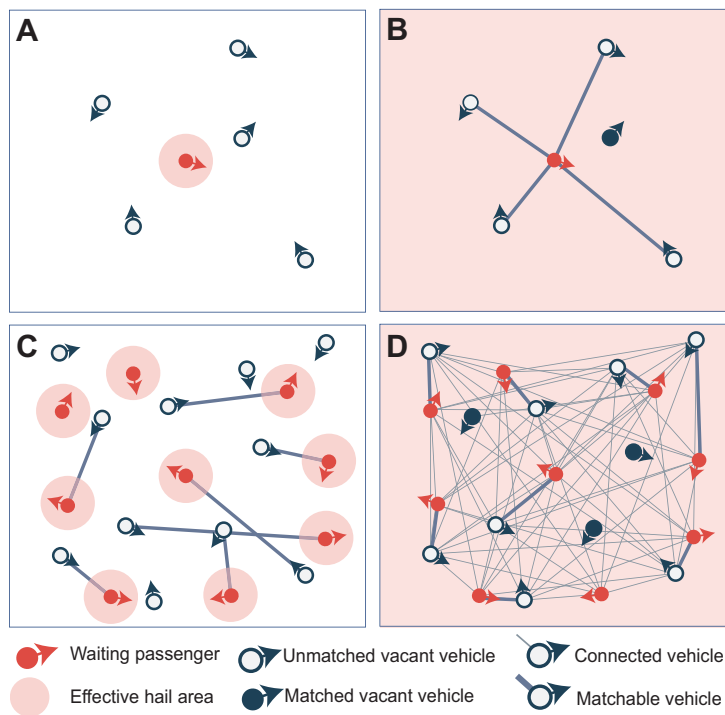 A
B
C
D
Waiting passenger
Unmatched vacant vehicle
Connected vehicle
Effective hail area
Matched vacant vehicle
Matchable vehicle